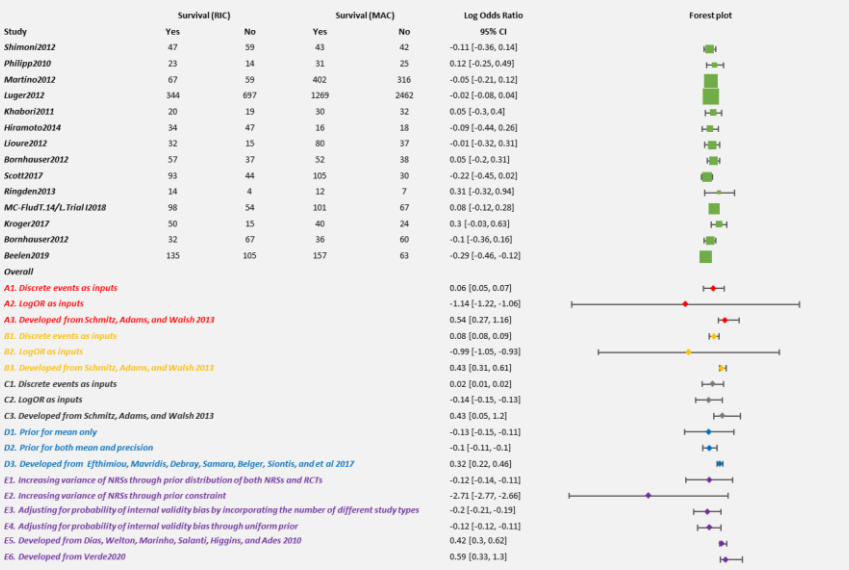 Survival (RIC) Survival (MAC) Log Odds Ratio Forest plot
Study Yes No Yes No 95% CI
Shimoni2012 47 59 43 42 -0.11 [-0.36, 0.14]
Philipp2010 23 14 31 25 0.12 [-0.25, 0.49]
Martino2012 67 59 402 316 -0.05 [-0.21, 0.12]
Luger2012 344 697 1269 2462 -0.02 [-0.08, 0.04]
Khabori2011 20 19 30 32 0.05 [-0.3, 0.4]
Hiramoto2014 34 47 16 18 -0.09 [-0.44, 0.26]
Lioure2012 32 15 80 37 -0.01 [-0.32, 0.31]
Bornhauser2012 57 37 52 38 0.05 [-0.2, 0.31]
Scott2017 93 44 105 30 -0.22 [-0.45, 0.02]
Ringden2013 14 4 12 7 0.31 [-0.32, 0.94]
MC-FludT.14/L.Trial I2018 98 54 101 67 0.08 [-0.12, 0.28]
Kroger2017 50 15 40 24 0.3 [-0.03, 0.63]
Bornhauser2012 32 67 36 60 -0.1 [-0.36, 0.16]
Beelen2019 135 105 157 63 -0.29 [-0.46, -0.12]
Overall
A1. Discrete events as inputs 0.06 [0.05, 0.07]
A2. LogOR as inputs -1.14 [-1.22, -1.06]
A3. Developed from Schmitz, Adams, and Walsh 2013 0.54 [0.27, 1.16]
B1. Discrete events as inputs 0.08 [0.08, 0.09]
B2. LogOR as inputs -0.99 [-1.05, -0.93]
B3. Developed from Schmitz, Adams, and Walsh 2013 0.43 [0.31, 0.61]
C1. Discrete events as inputs 0.02 [0.01, 0.02]
C2. LogOR as inputs -0.14 [-0.15, -0.13]
C3. Developed from Schmitz, Adams, and Walsh 2013 0.43 [0.05, 1.2]
D1. Prior for mean only -0.13 [-0.15, -0.11]
D2. Prior for both mean and precision -0.1 [-0.11, -0.1]
D3. Developed from Efthimiou, Mavridis, Debray, Samara, Belger, Siontis, and et al 2017 0.32 [0.22, 0.46]
E1. Increasing variance of NRSs through prior distribution of both NRSs and RCTs -0.12 [-0.14, -0.11]
E2. Increasing variance of NRSs through prior constraint -2.71 [-2.77, -2.66]
E3. Adjusting for probability of internal validity bias by incorporating the number of different study types -0.2 [-0.21, -0.19]
E4. Adjusting for probability of internal validity bias through uniform prior -0.12 [-0.12, -0.11]
E5. Developed from Dias, Welton, Marinho, Salanti, Higgins, and Ades 2010 0.42 [0.3, 0.62]
E6. Developed from Verde2020 0.59 [0.33, 1.3]